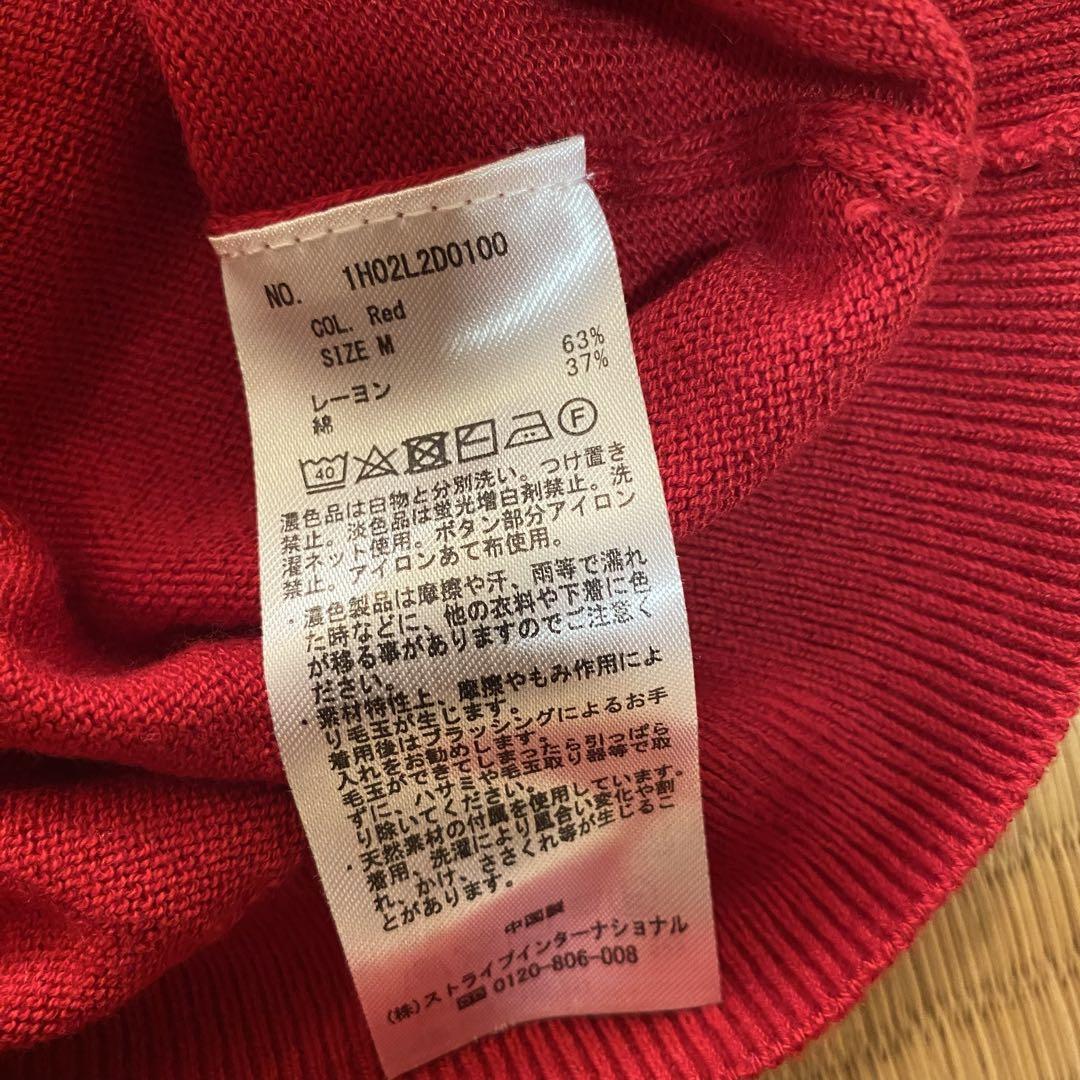 NO. 1H02L2D0100
COL. Red
SIZE M
レーヨン 63%
綿 37%
40 F
濃色品は白物と分別洗い。つけ置き
禁止。淡色品は蛍光増白剤禁止。洗
濯ネット使用。ボタン部分アイロン
禁止。アイロンあて布使用。
・濃色製品は摩擦や汗、雨等で濡れ
た時などに、他の衣料や下着に色
が移る事がありますのでご注意く
ださい。
・素材特性上、摩擦やもみ作用によ
り毛玉が生じます。
着用後はブラッシングによるお手
入れをお勧めします。
毛玉ができてしまったら引っぱら
ずに、ハサミや毛玉取り器等で取
り除いてください。
・天然素材の付属を使用しています。
着用、洗濯により風合い変化や割
れ、かけ、ささくれ等が生じるこ
とがあります。
中国製
(株)ストライプインターナショナル
0120-806-008